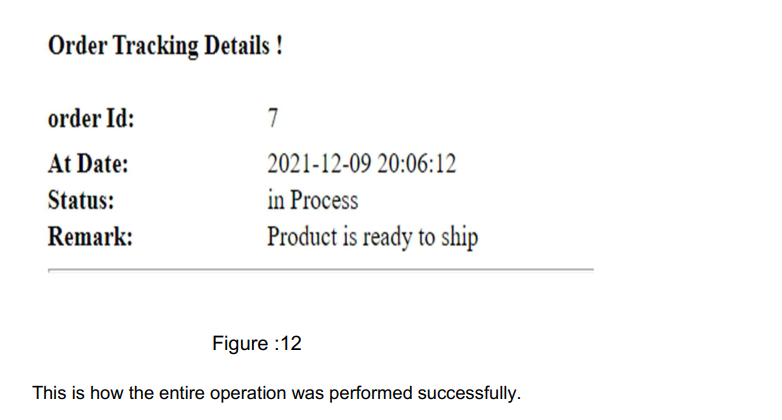 Order Tracking Details !
order Id: 7
At Date: 2021-12-09 20:06:12
Status: in Process
Remark: Product is ready to ship
Figure :12
This is how the entire operation was performed successfully.